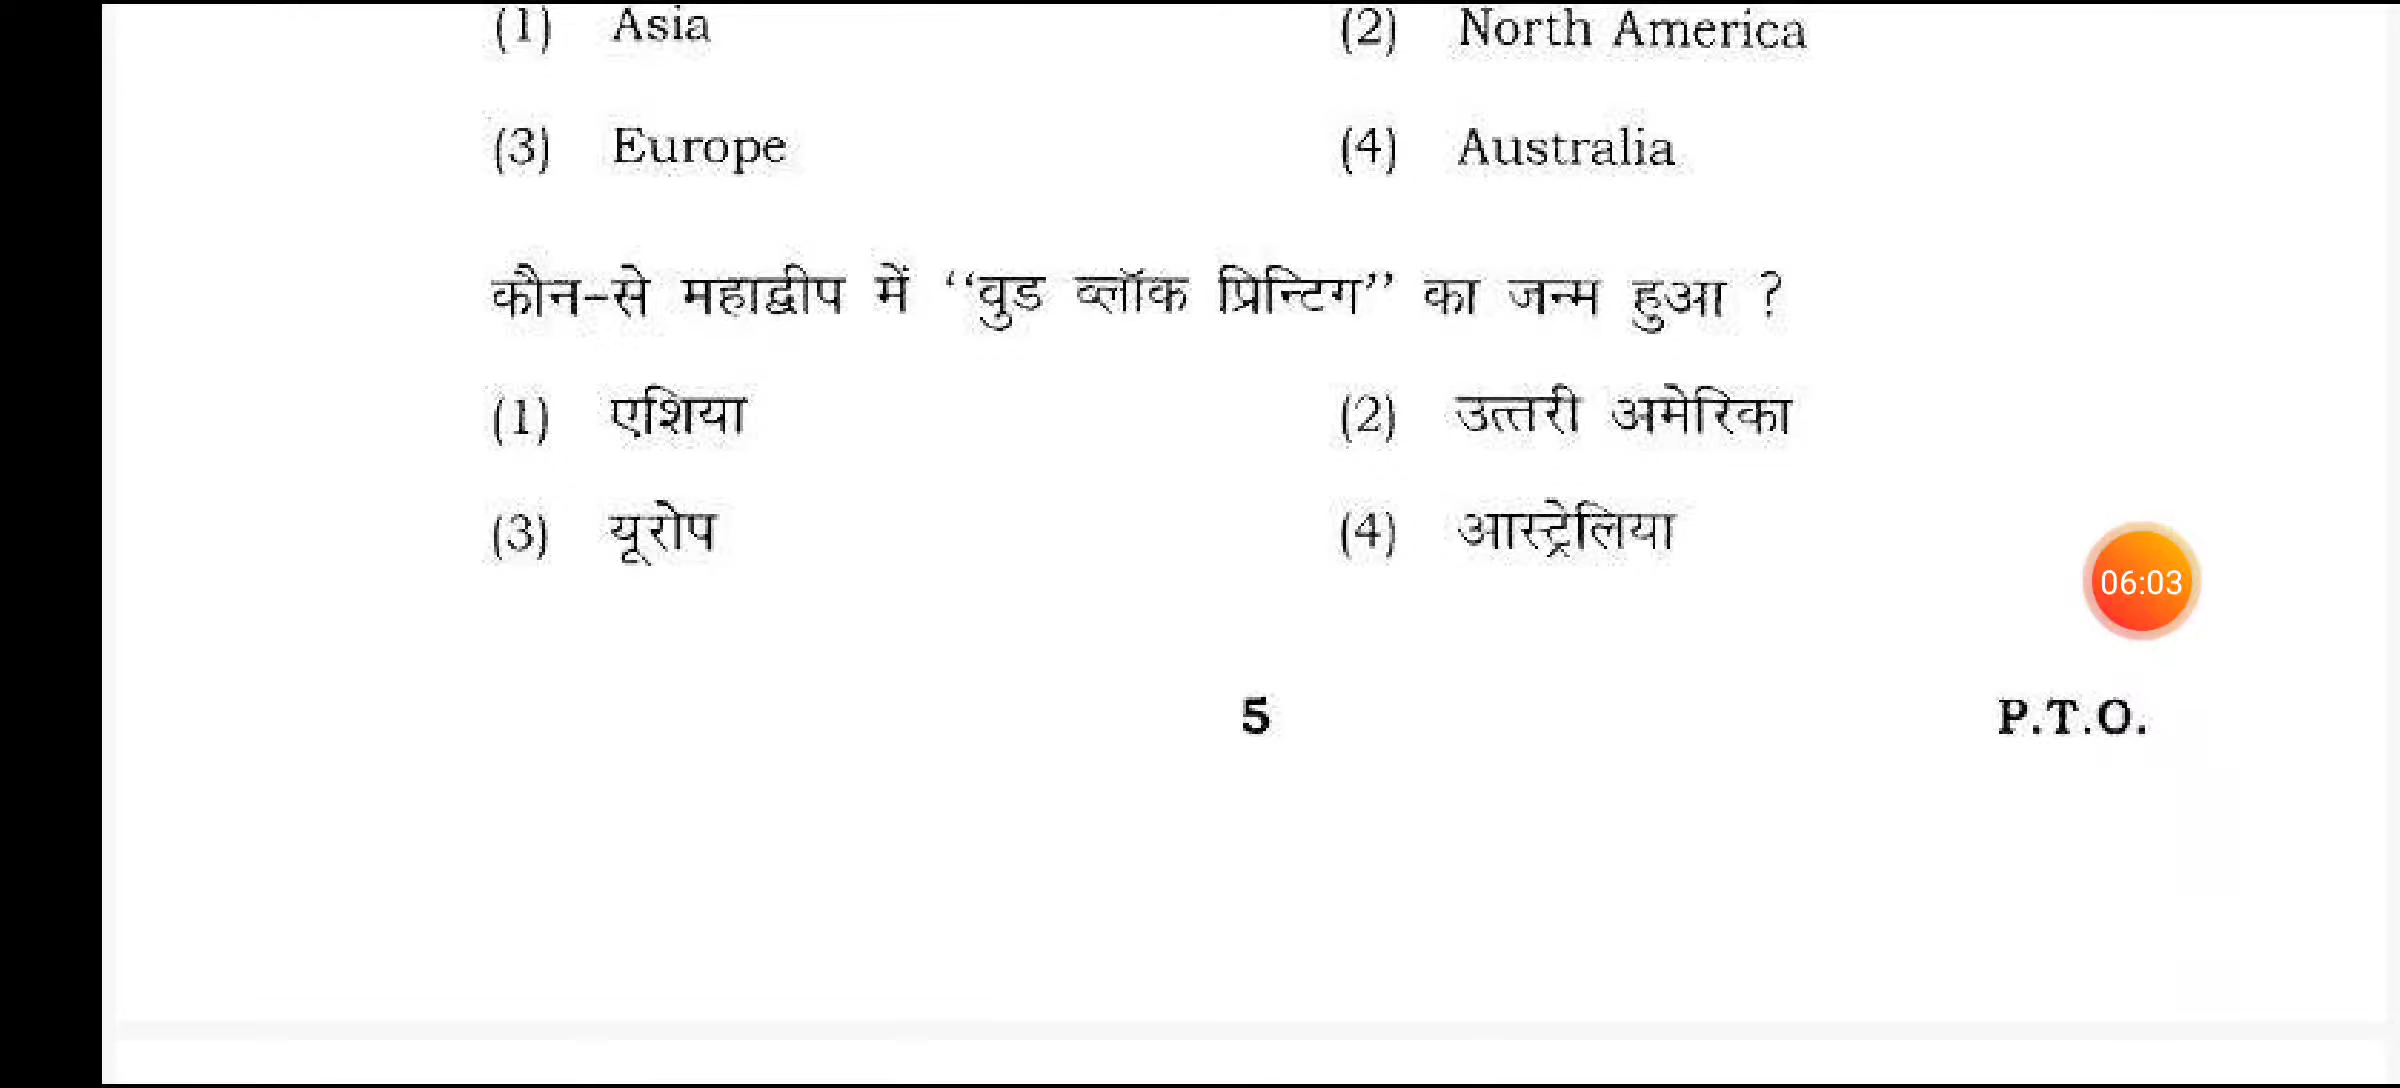 (1) Asia (2) North America
(3) Europe (4) Australia
कौन-से महाद्वीप में ‘‘वुड ब्लॉक प्रिन्टिग’’ का जन्म हुआ ?
(1) एशिया (2) उत्तरी अमेरिका
(3) यूरोप (4) आस्ट्रेलिया
06:03
5 P.T.O.